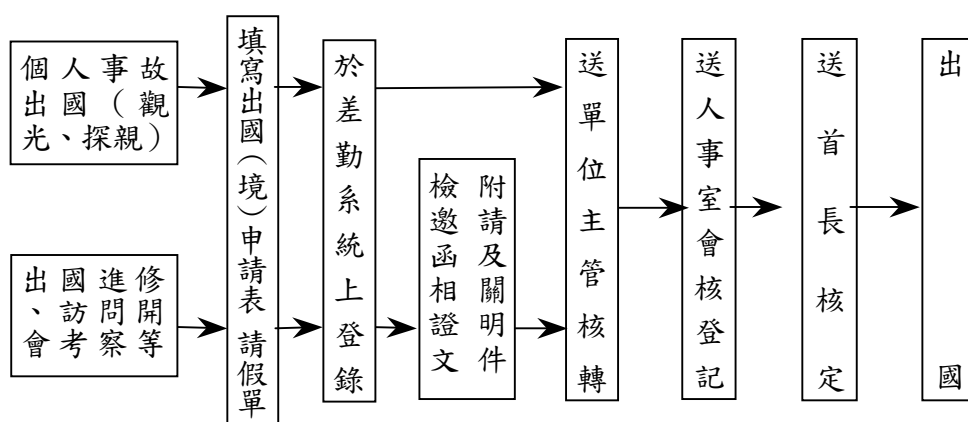 個人事故
出國（觀
光、探親）
出國進修
、訪問開
會考察等
填寫出國（境）申請表 請假單
於差勤系統上登錄
檢附
邀請
函及
相關
證明
文件
送單位主管核轉
送人事室會核登記
送首長核定
出國